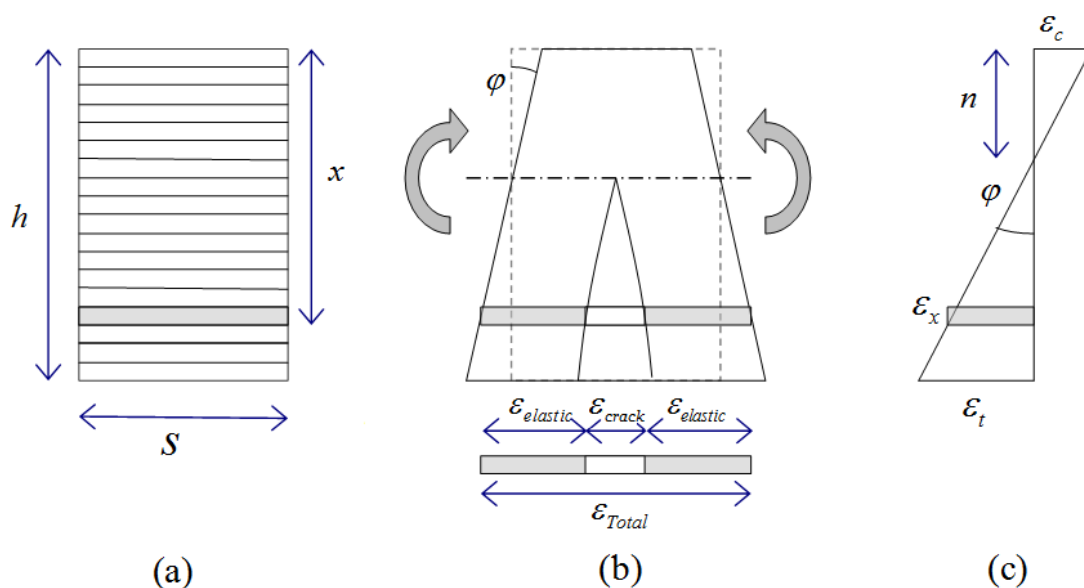 h
x
S
(a)
φ
ε_elastic ε_crack ε_elastic
ε_Total
(b)
ε_c
n
φ
ε_x
ε_t
(c)